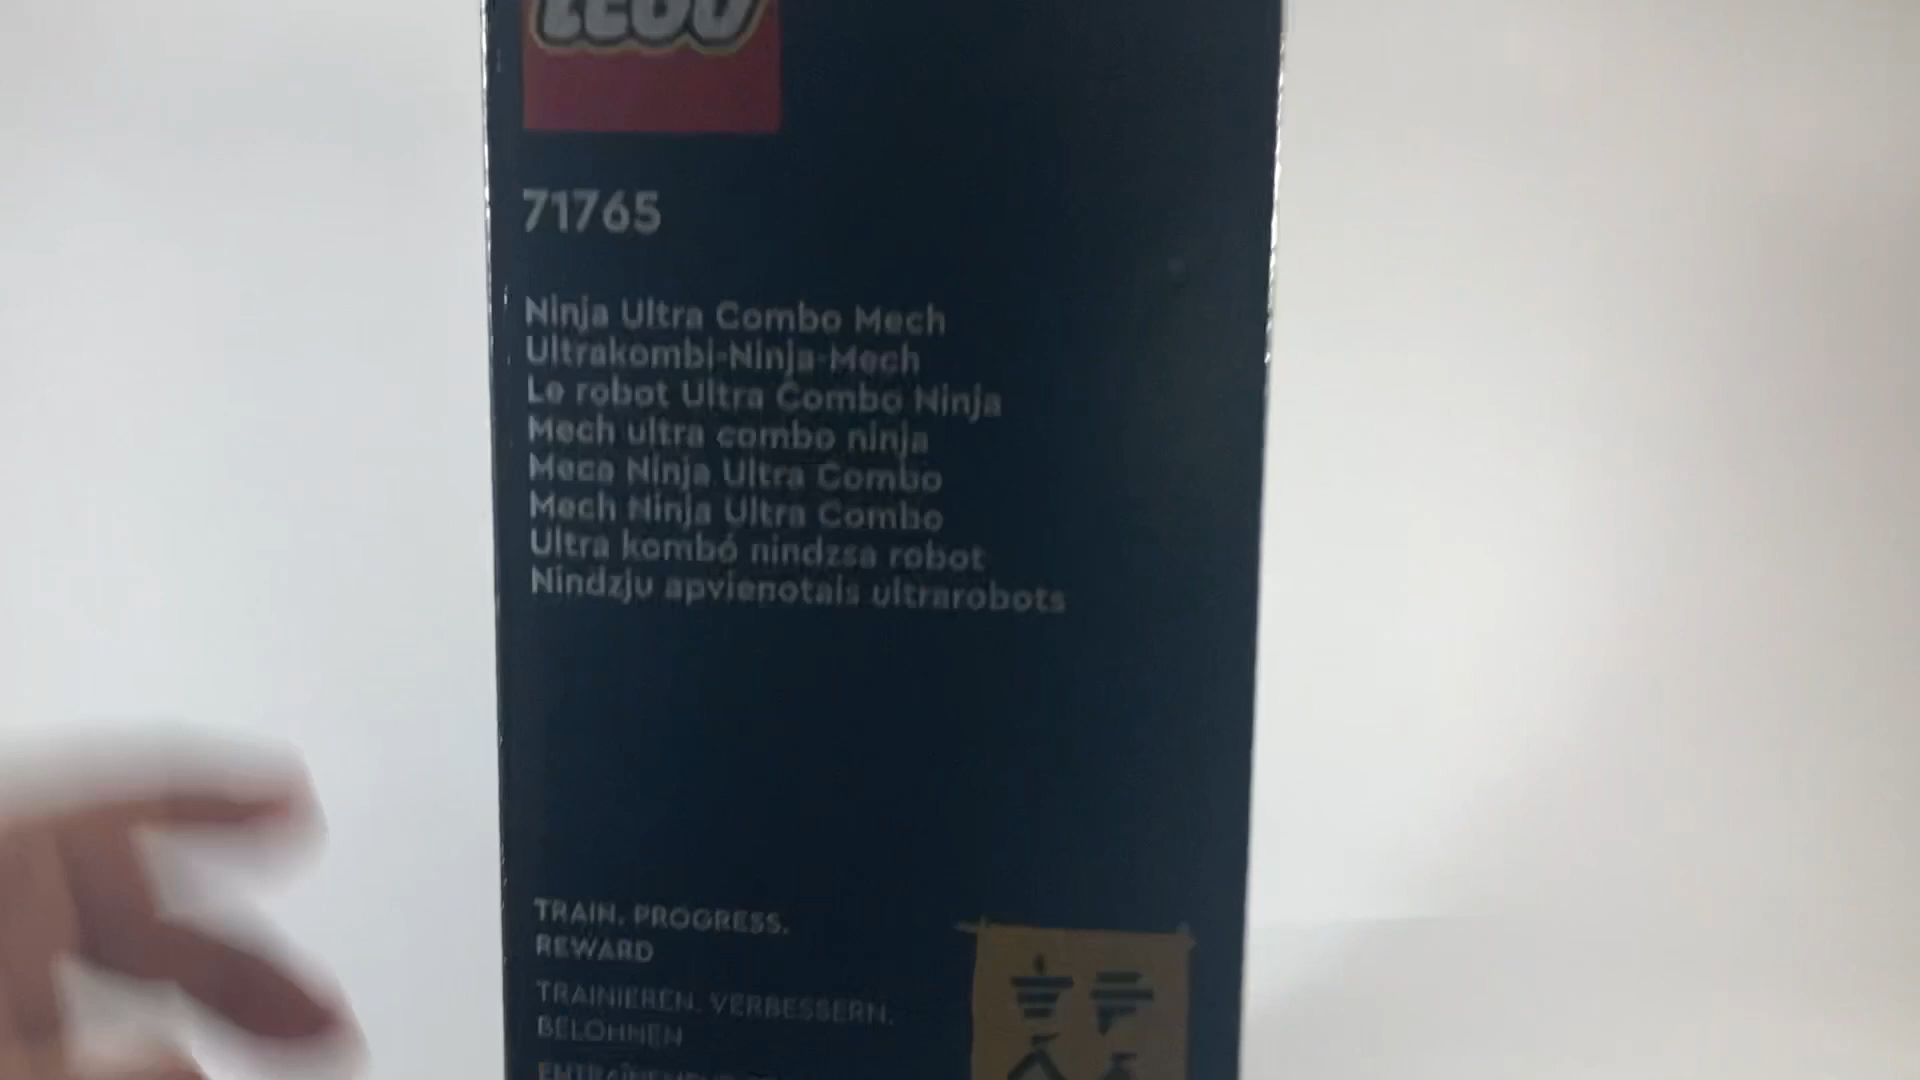 LEGO
71765
Ninja Ultra Combo Mech
Ultrakombi-Ninja-Mech
Le robot Ultra Combo Ninja
Mech ultra combo ninja
Meca Ninja Ultra Combo
Mech Ninja Ultra Combo
Ultra kombó nindzsa robot
Nindzju apvienotais ultrarobots
TRAIN. PROGRESS.
REWARD
TRAINIEREN. VERBESSERN.
BELOHNEN